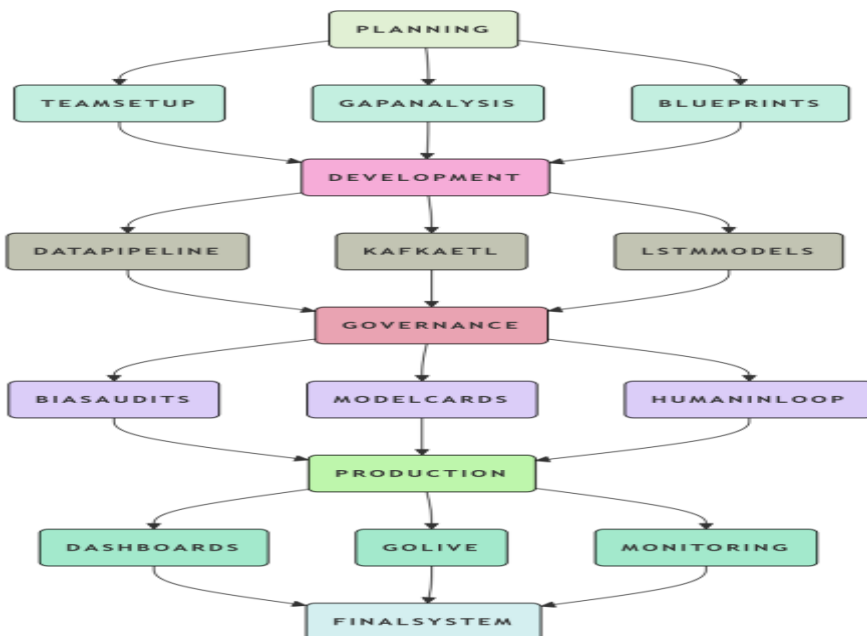 PLANNING
TEAMSETUP GAPANALYSIS BLUEPRINTS
DEVELOPMENT
DATAPIPELINE KAFKAETL LSTMMODELS
GOVERNANCE
BIASAUDITS MODELCARDS HUMANINLOOP
PRODUCTION
DASHBOARDS GOLIVE MONITORING
FINALSYSTEM